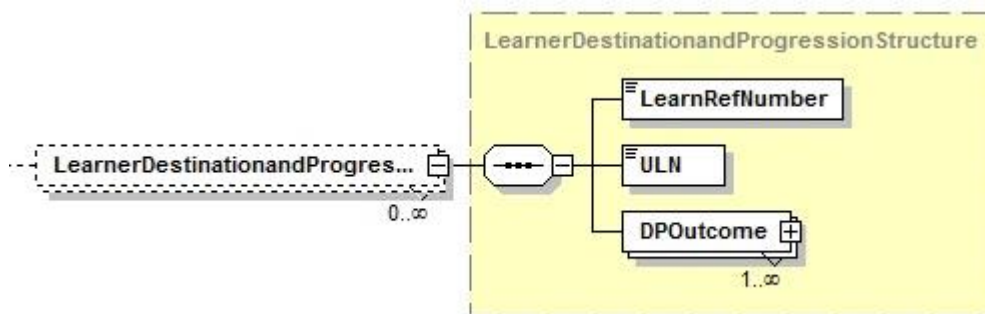 LearnerDestinationandProgressionStructure
LearnRefNumber
LearnerDestinationandProgres...
0..∞
ULN
DPOutcome
1..∞